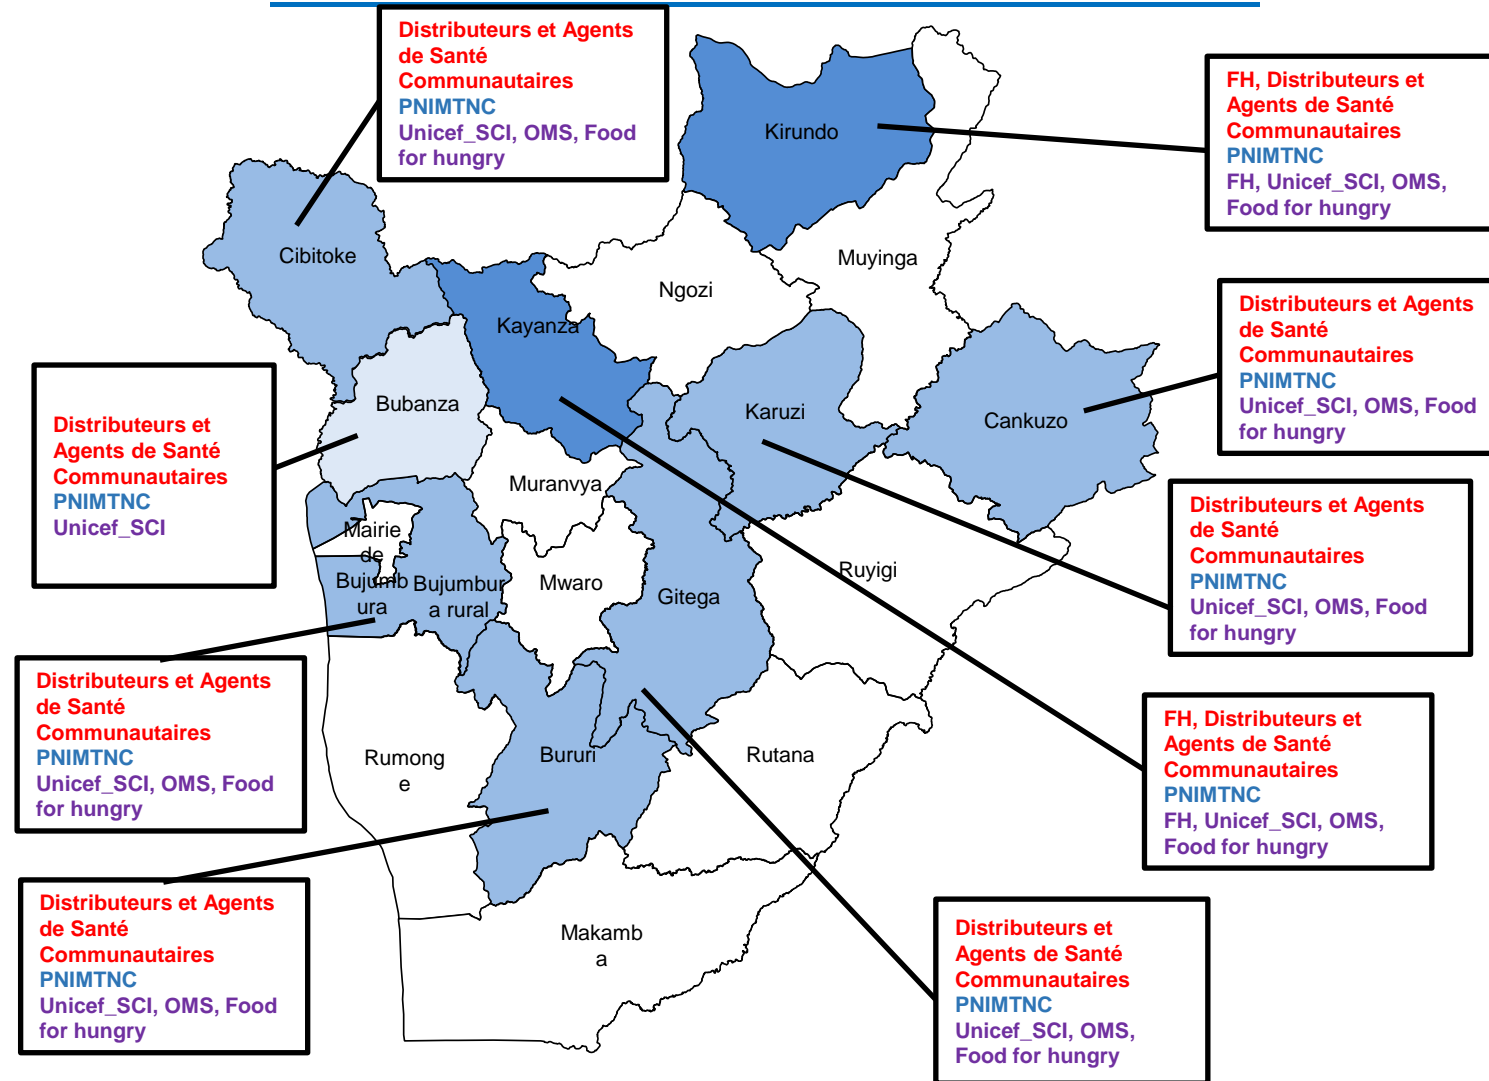 Distributeurs et Agents
de Santé
Communautaires
PNIMTNC
Unicef_SCI, OMS, Food
for hungry
FH, Distributeurs et
Agents de Santé
Communautaires
PNIMTNC
FH, Unicef_SCI, OMS,
Food for hungry
Kirundo
Cibitoke
Muyinga
Ngozi
Kayanza
Distributeurs et Agents
de Santé
Communautaires
PNIMTNC
Unicef_SCI, OMS, Food
for hungry
Bubanza
Karuzi
Cankuzo
Distributeurs et
Agents de Santé
Communautaires
PNIMTNC
Unicef_SCI
Muranvya
Distributeurs et Agents
de Santé
Communautaires
PNIMTNC
Unicef_SCI, OMS, Food
for hungry
Mairie
de
Bujumb
ura
Bujumbur
a rural
Mwaro
Gitega
Ruyigi
Distributeurs et Agents
de Santé
Communautaires
PNIMTNC
Unicef_SCI, OMS, Food
for hungry
Rumong
e
Bururi
Rutana
FH, Distributeurs et
Agents de Santé
Communautaires
PNIMTNC
FH, Unicef_SCI, OMS,
Food for hungry
Distributeurs et Agents
de Santé
Communautaires
PNIMTNC
Unicef_SCI, OMS, Food
for hungry
Makamb
a
Distributeurs et
Agents de Santé
Communautaires
PNIMTNC
Unicef_SCI, OMS,
Food for hungry